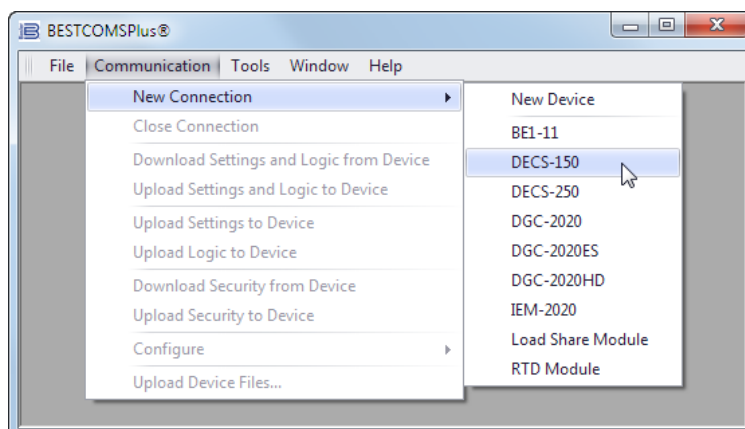 BESTCOMSPlus®
File Communication Tools Window Help
New Connection
Close Connection
Download Settings and Logic from Device
Upload Settings and Logic to Device
Upload Settings to Device
Upload Logic to Device
Download Security from Device
Upload Security to Device
Configure
Upload Device Files...
New Device
BE1-11
DECS-150
DECS-250
DGC-2020
DGC-2020ES
DGC-2020HD
IEM-2020
Load Share Module
RTD Module